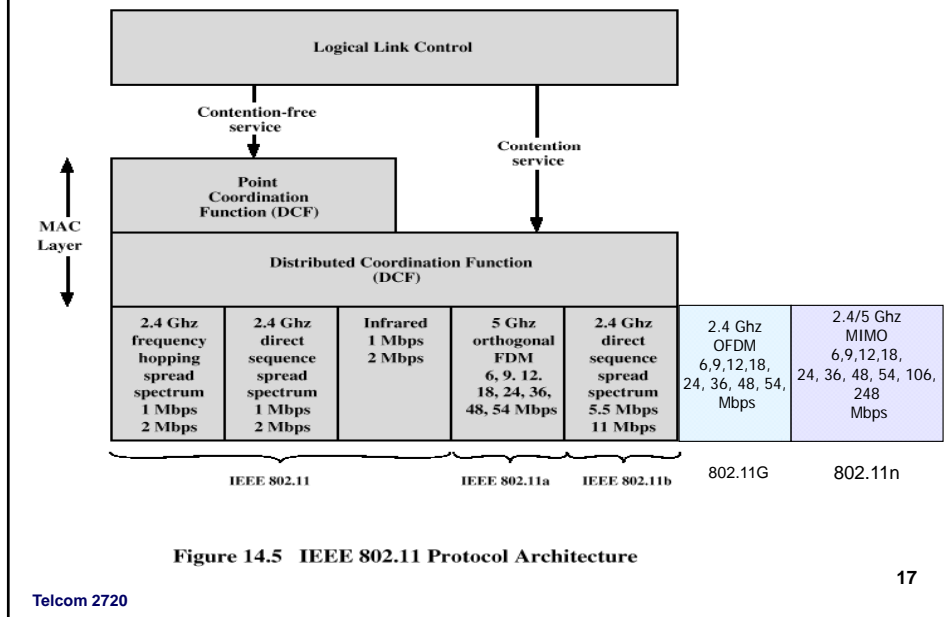 Logical Link Control
Contention-free
service
Contention
service
Point
Coordination
Function (DCF)
MAC
Layer
Distributed Coordination Function
(DCF)
2.4 Ghz
frequency
hopping
spread
spectrum
1 Mbps
2 Mbps
2.4 Ghz
direct
sequence
spread
spectrum
1 Mbps
2 Mbps
Infrared
1 Mbps
2 Mbps
5 Ghz
orthogonal
FDM
6, 9. 12.
18, 24, 36,
48, 54 Mbps
2.4 Ghz
direct
sequence
spread
spectrum
5.5 Mbps
11 Mbps
2.4 Ghz
OFDM
6,9,12,18,
24, 36, 48, 54,
Mbps
2.4/5 Ghz
MIMO
6,9,12,18,
24, 36, 48, 54, 106,
248
Mbps
IEEE 802.11
IEEE 802.11a
IEEE 802.11b
802.11G
802.11n
Figure 14.5 IEEE 802.11 Protocol Architecture
17
Telcom 2720